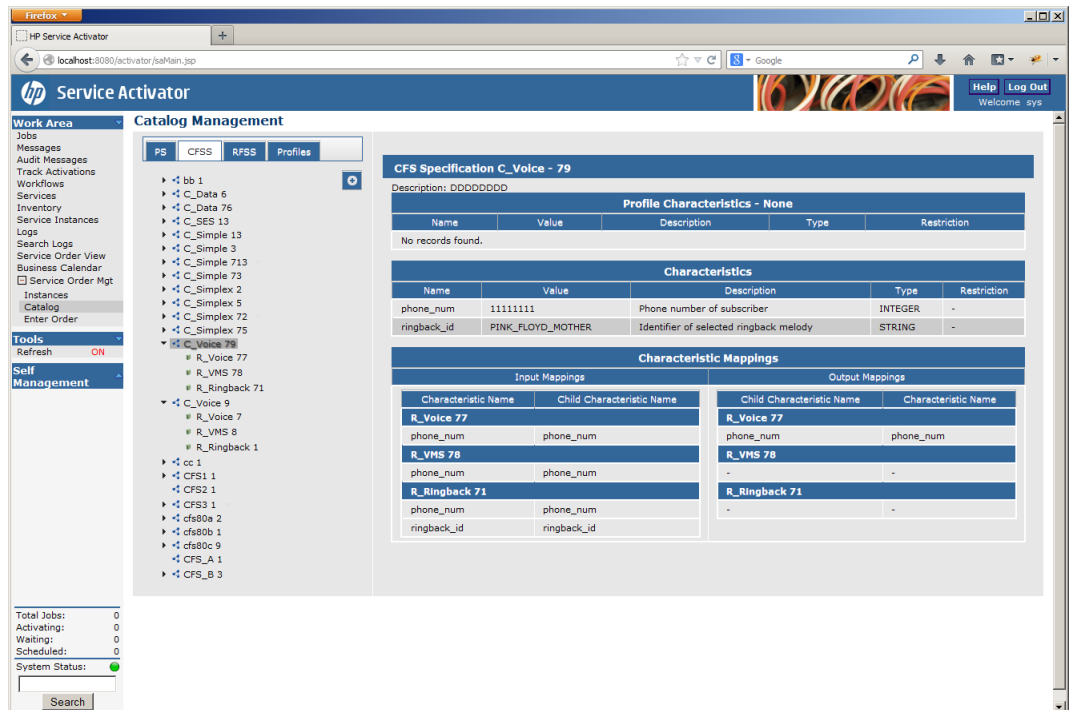 Firefox
HP Service Activator
+
localhost:8080/activator/saMain.jsp
Google
hp Service Activator
Help Log Out
Welcome sys
Work Area
Jobs
Messages
Audit Messages
Track Activations
Workflows
Services
Inventory
Service Instances
Logs
Search Logs
Service Order View
Business Calendar
Service Order Mgt
Instances
Catalog
Enter Order
Tools
Refresh ON
Self
Management
Total Jobs: 0
Activating: 0
Waiting: 0
Scheduled: 0
System Status:
Search
Catalog Management
PS CFSS RFSS Profiles
bb 1
C_Data 6
C_Data 76
C_SES 13
C_Simple 13
C_Simple 3
C_Simple 713
C_Simple 73
C_Simplex 2
C_Simplex 5
C_Simplex 72
C_Simplex 75
C_Voice 79
R_Voice 77
R_VMS 78
R_Ringback 71
C_Voice 9
R_Voice 7
R_VMS 8
R_Ringback 1
cc 1
CFS1 1
CFS2 1
CFS3 1
cfs80a 2
cfs80b 1
cfs80c 9
CFS_A 1
CFS_B 3
CFS Specification C_Voice - 79
Description: DDDDDDDD
Profile Characteristics - None
Name Value Description Type Restriction
No records found.
Characteristics
Name Value Description Type Restriction
phone_num 11111111 Phone number of subscriber INTEGER -
ringback_id PINK_FLOYD_MOTHER Identifier of selected ringback melody STRING -
Characteristic Mappings
Input Mappings Output Mappings
Characteristic Name Child Characteristic Name Child Characteristic Name Characteristic Name
R_Voice 77 R_Voice 77
phone_num phone_num phone_num phone_num
R_VMS 78 R_VMS 78
phone_num phone_num - -
R_Ringback 71 R_Ringback 71
phone_num phone_num - -
ringback_id ringback_id